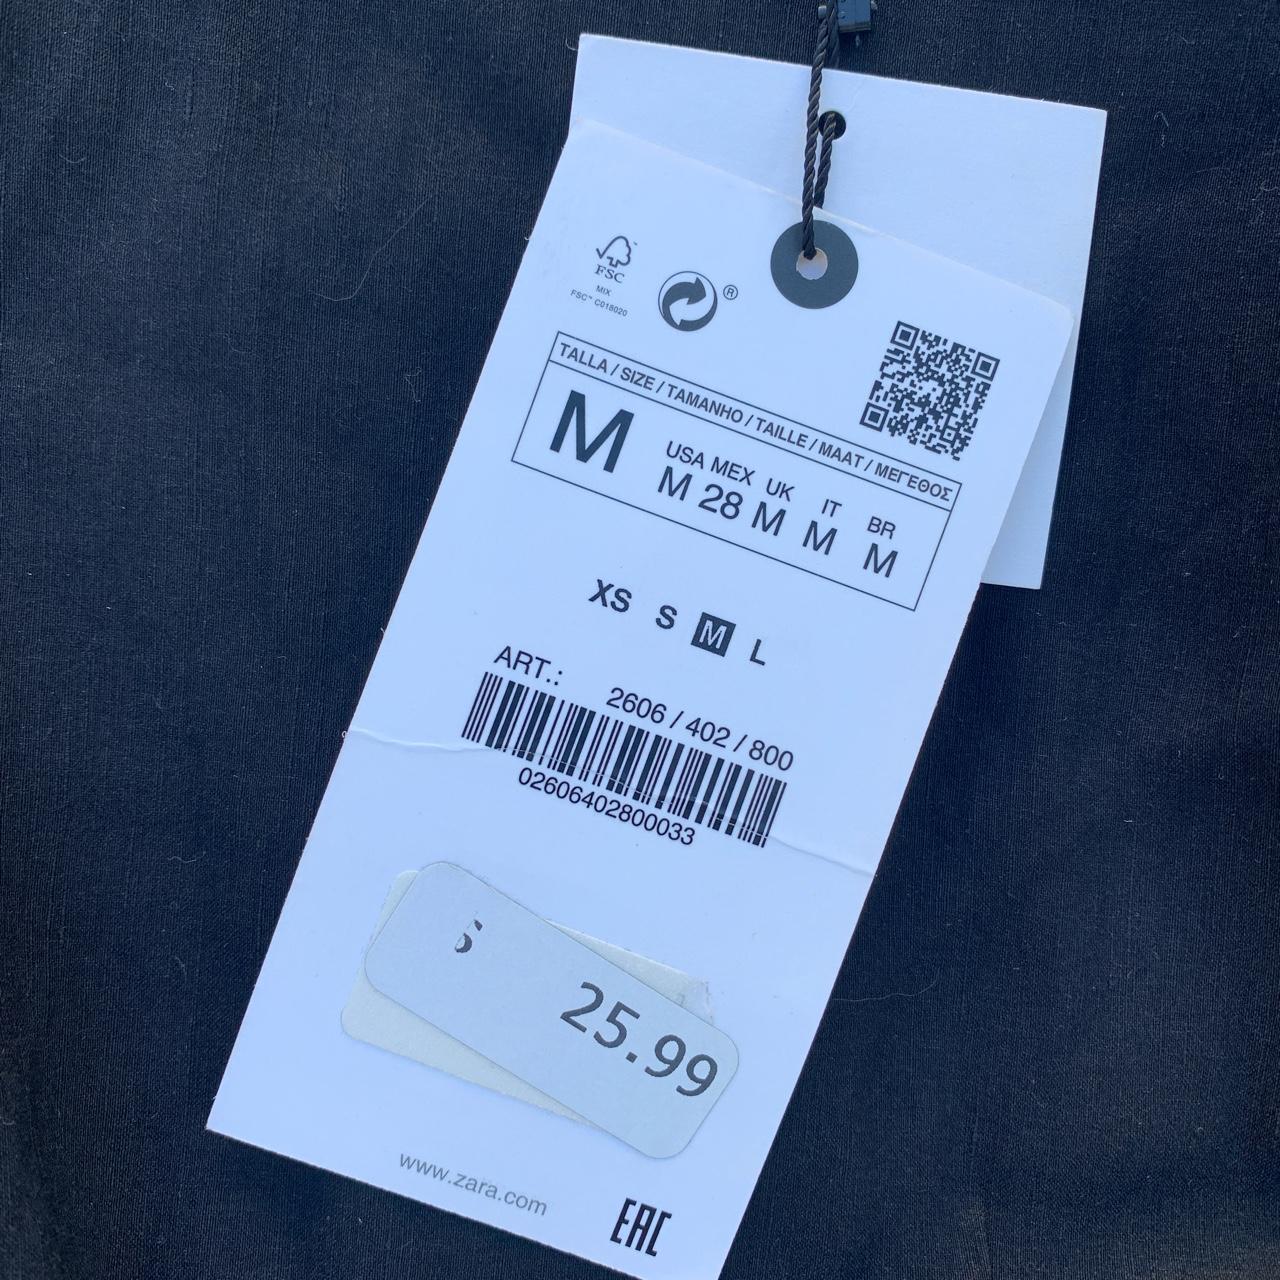 FSC
MIX
FSC™ C018020
®
TALLA / SIZE / TAMANHO / TAILLE / MAAT / ΜΕΓΕΘΟΣ
M
USA MEX UK IT BR
M 28 M M M
XS S M L
ART.: 2606 / 402 / 800
02606402800033
$ 25.99
www.zara.com
EAC